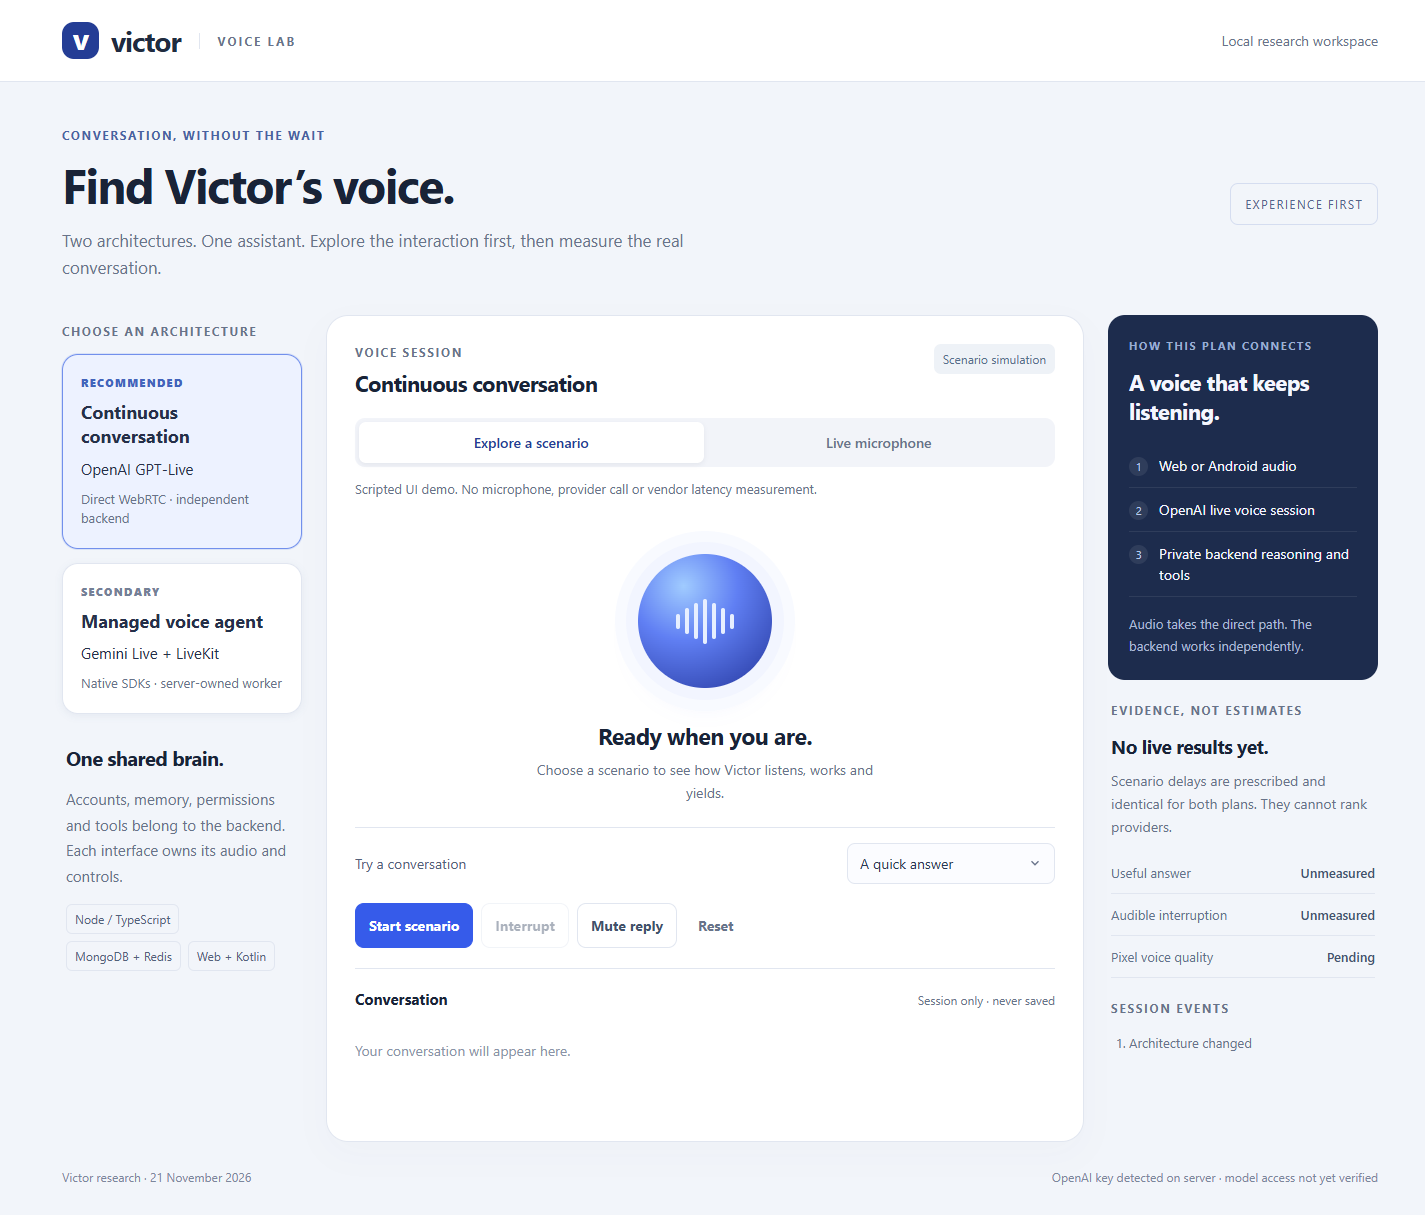 v victor VOICE LAB
Local research workspace
CONVERSATION, WITHOUT THE WAIT
Find Victor’s voice.
Two architectures. One assistant. Explore the interaction first, then measure the real
conversation.
EXPERIENCE FIRST
CHOOSE AN ARCHITECTURE
RECOMMENDED
Continuous
conversation
OpenAI GPT-Live
Direct WebRTC · independent
backend
SECONDARY
Managed voice agent
Gemini Live + LiveKit
Native SDKs · server-owned worker
One shared brain.
Accounts, memory, permissions
and tools belong to the backend.
Each interface owns its audio and
controls.
Node / TypeScript
MongoDB + Redis
Web + Kotlin
VOICE SESSION
Continuous conversation
Scenario simulation
Explore a scenario
Live microphone
Scripted UI demo. No microphone, provider call or vendor latency measurement.
Ready when you are.
Choose a scenario to see how Victor listens, works and
yields.
Try a conversation
A quick answer
Start scenario
Interrupt
Mute reply
Reset
Conversation
Session only · never saved
Your conversation will appear here.
HOW THIS PLAN CONNECTS
A voice that keeps
listening.
1 Web or Android audio
2 OpenAI live voice session
3 Private backend reasoning and
tools
Audio takes the direct path. The
backend works independently.
EVIDENCE, NOT ESTIMATES
No live results yet.
Scenario delays are prescribed and
identical for both plans. They cannot rank
providers.
Useful answer Unmeasured
Audible interruption Unmeasured
Pixel voice quality Pending
SESSION EVENTS
1. Architecture changed
Victor research · 21 November 2026
OpenAI key detected on server · model access not yet verified